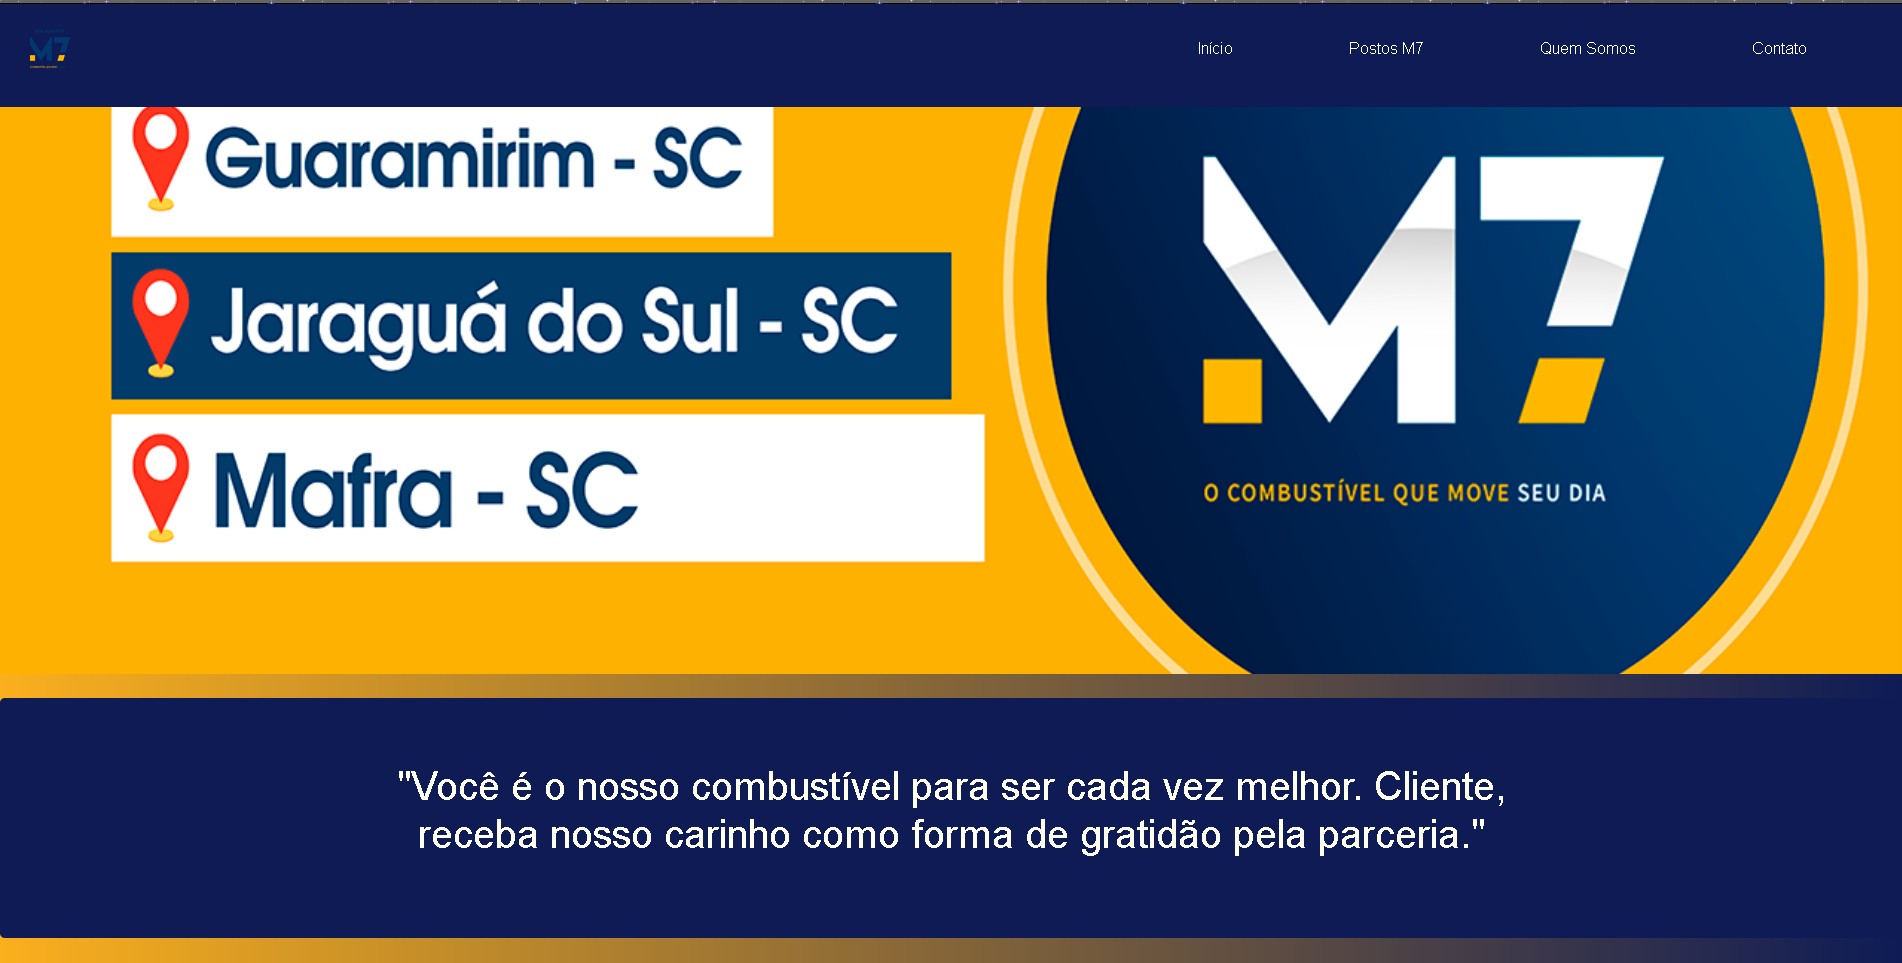 M7
Início
Postos M7
Quem Somos
Contato
Guaramirim - SC
Jaraguá do Sul - SC
Mafra - SC
M7
O COMBUSTÍVEL QUE MOVE SEU DIA
"Você é o nosso combustível para ser cada vez melhor. Cliente,
receba nosso carinho como forma de gratidão pela parceria."